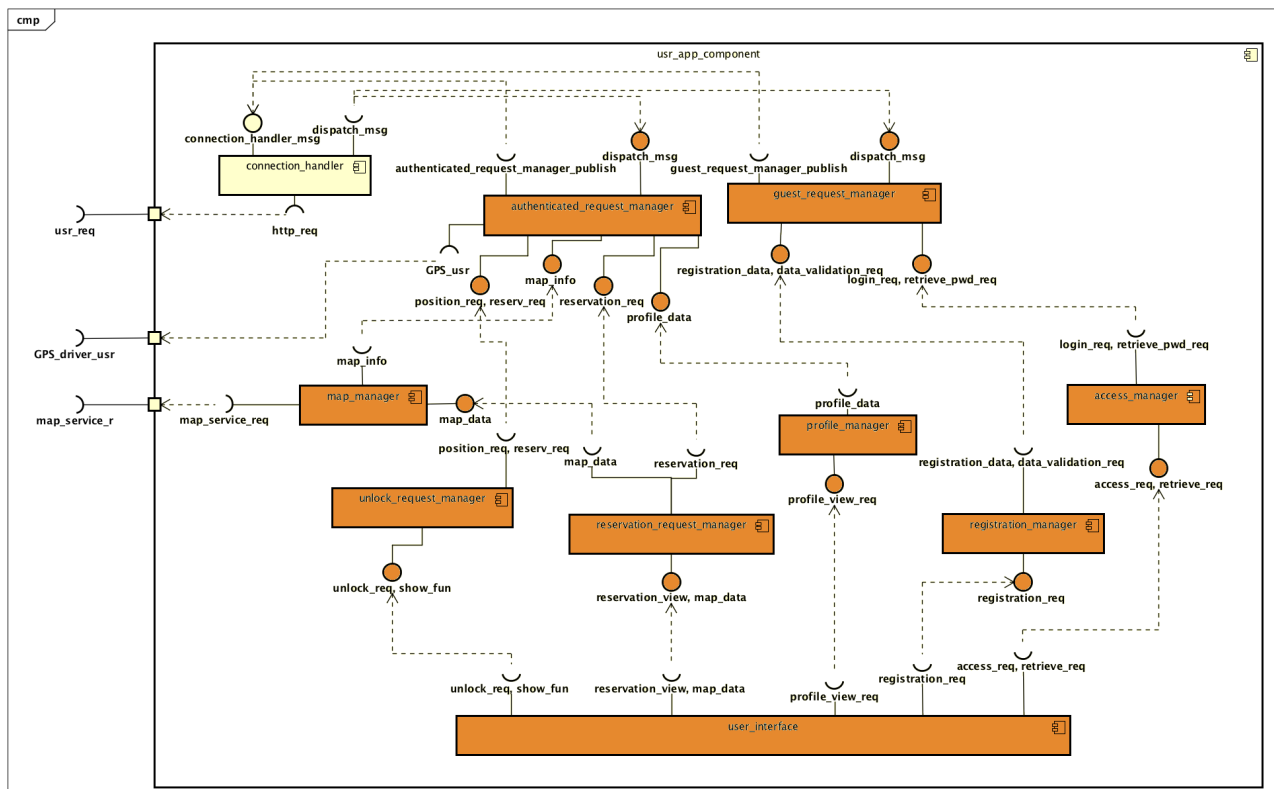 cmp
usr_app_component
connection_handler_msg
dispatch_msg
connection_handler
authenticated_request_manager_publish
dispatch_msg
guest_request_manager_publish
dispatch_msg
authenticated_request_manager
guest_request_manager
usr_req
http_req
GPS_usr
map_info
registration_data, data_validation_req
login_req, retrieve_pwd_req
position_req, reserv_req
reservation_req
profile_data
GPS_driver_usr
map_info
login_req, retrieve_pwd_req
map_manager
access_manager
map_service_r
map_service_req
map_data
profile_data
profile_manager
position_req, reserv_req
map_data
reservation_req
registration_data, data_validation_req
access_req, retrieve_req
unlock_request_manager
profile_view_req
reservation_request_manager
registration_manager
unlock_req, show_fun
reservation_view, map_data
registration_req
access_req, retrieve_req
registration_req
unlock_req, show_fun
reservation_view, map_data
profile_view_req
user_interface